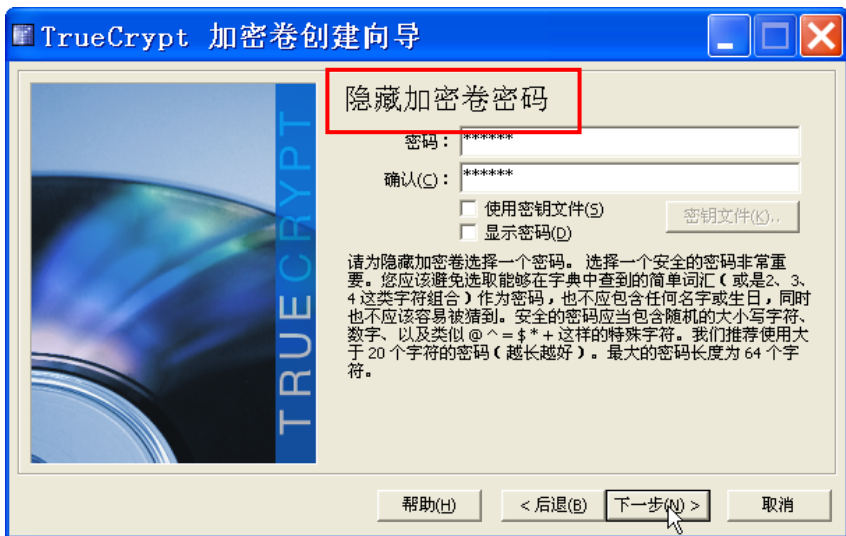 TrueCrypt 加密卷创建向导
隐藏加密卷密码
密码： ******
确认(C)： ******
使用密钥文件(S)
密钥文件(K)..
显示密码(D)
请为隐藏加密卷选择一个密码。 选择一个安全的密码非常重
要。您应该避免选取能够在字典中查到的简单词汇（或是2、3、
4 这类字符组合）作为密码，也不应包含任何名字或生日，同时
也不应该容易被猜到。安全的密码应当包含随机的大小写字符、
数字、以及类似 @ ^ = $ * + 这样的特殊字符。我们推荐使用大
于 20 个字符的密码（越长越好）。最大的密码长度为 64 个字
符。
TRUECRYPT
帮助(H)
< 后退(B)
下一步(N) >
取消